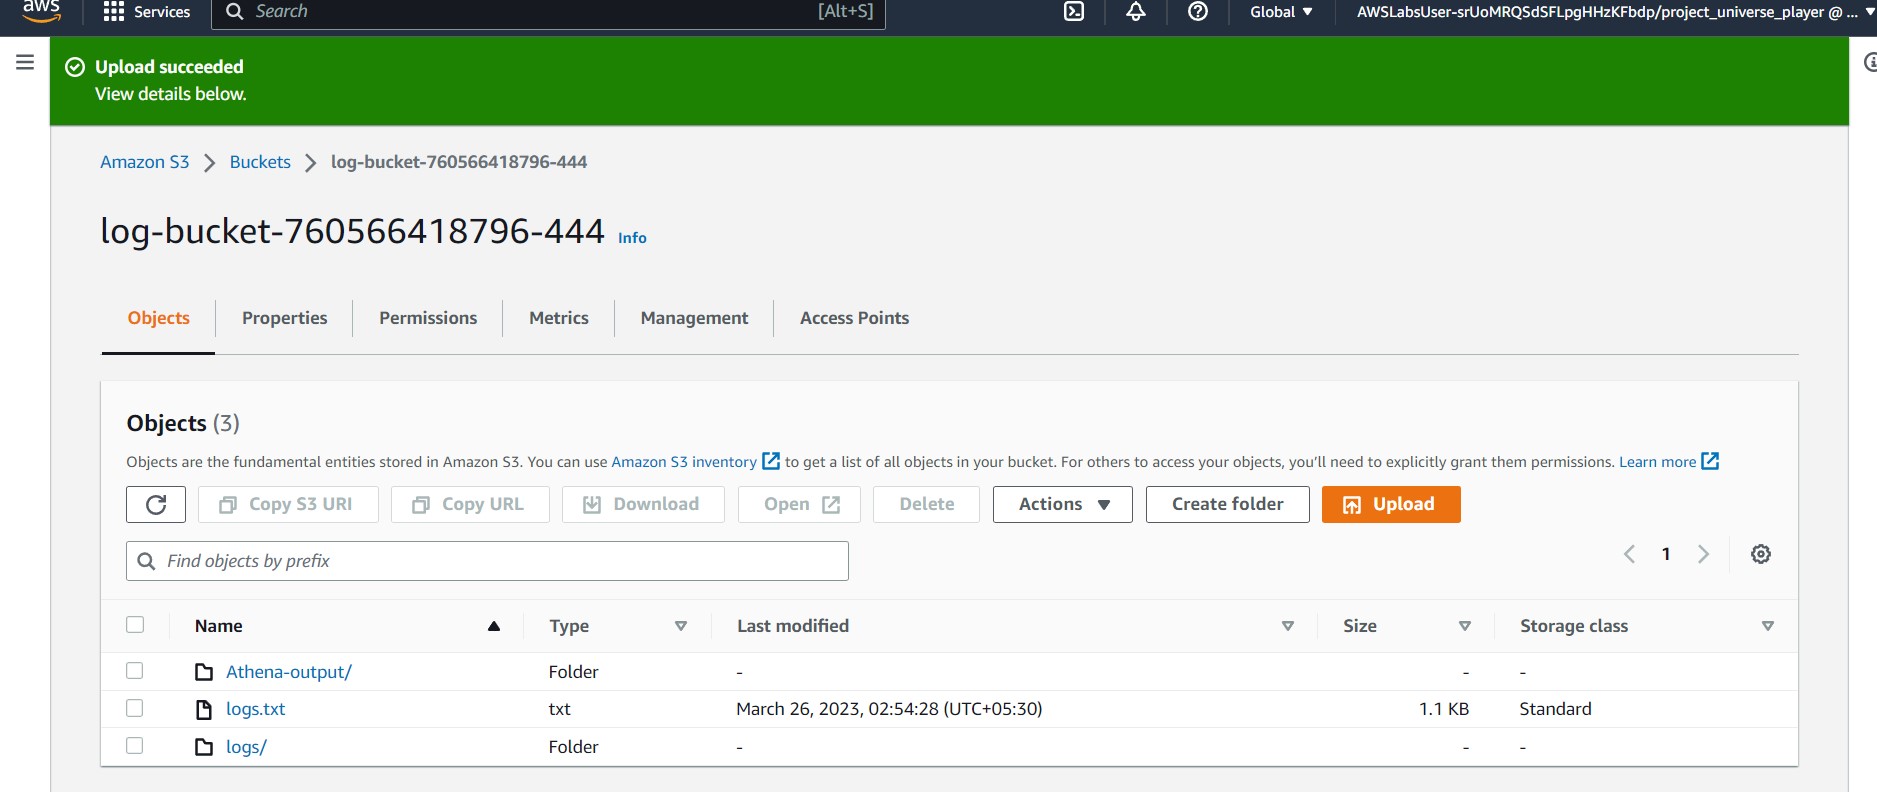 aws Services Search [Alt+S] Global AWSLabsUser-srUoMRQSdSFLpgHHzKFbdp/project_universe_player @ ...
Upload succeeded
View details below.
Amazon S3 Buckets log-bucket-760566418796-444
log-bucket-760566418796-444 Info
Objects Properties Permissions Metrics Management Access Points
Objects (3)
Objects are the fundamental entities stored in Amazon S3. You can use Amazon S3 inventory to get a list of all objects in your bucket. For others to access your objects, you'll need to explicitly grant them permissions. Learn more
Copy S3 URI Copy URL Download Open Delete Actions Create folder Upload
Find objects by prefix 1
Name Type Last modified Size Storage class
Athena-output/ Folder - - -
logs.txt txt March 26, 2023, 02:54:28 (UTC+05:30) 1.1 KB Standard
logs/ Folder - - -